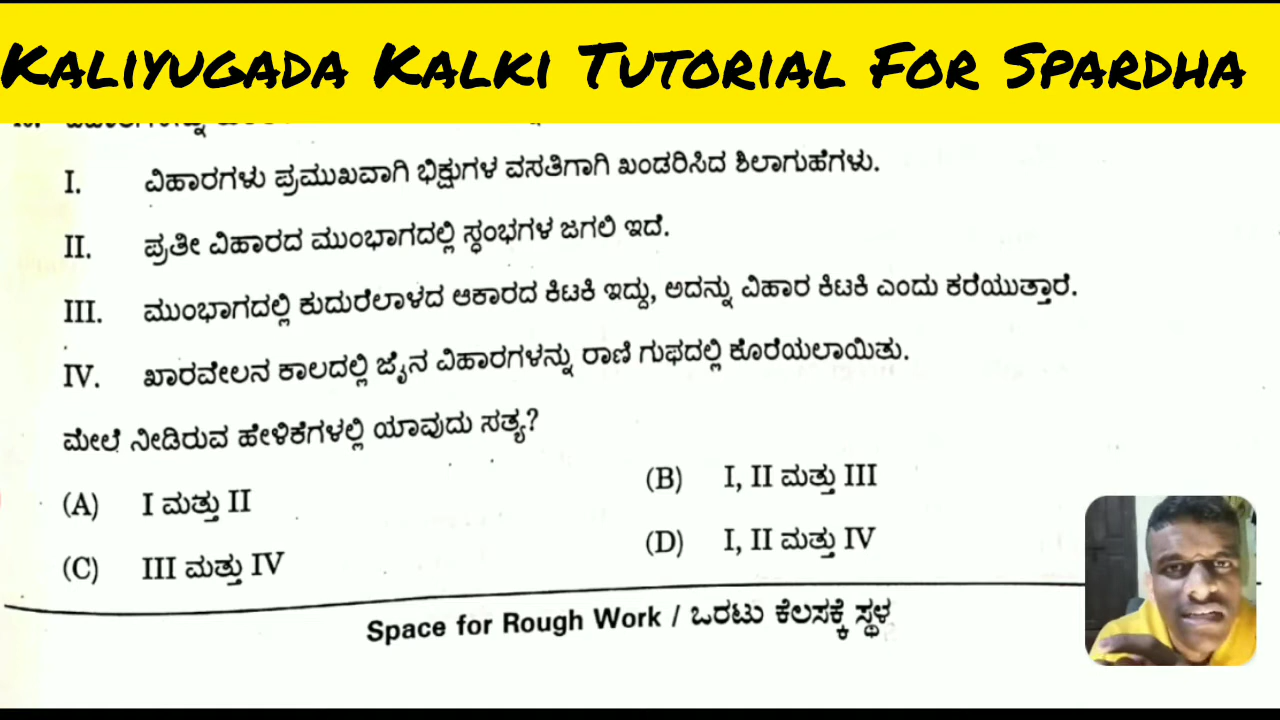 KALIYUGADA KALKI TUTORIAL FOR SPARDHA
I. ವಿಹಾರಗಳು ಪ್ರಮುಖವಾಗಿ ಭಿಕ್ಷುಗಳ ವಸತಿಗಾಗಿ ಖಂಡರಿಸಿದ ಶಿಲಾಗುಹೆಗಳು.
II. ಪ್ರತೀ ವಿಹಾರದ ಮುಂಭಾಗದಲ್ಲಿ ಸ್ಥಂಭಗಳ ಜಗಲಿ ಇದೆ.
III. ಮುಂಭಾಗದಲ್ಲಿ ಕುದುರೆಲಾಳದ ಆಕಾರದ ಕಿಟಕಿ ಇದ್ದು, ಅದನ್ನು ವಿಹಾರ ಕಿಟಕಿ ಎಂದು ಕರೆಯುತ್ತಾರೆ.
IV. ಖಾರವೇಲನ ಕಾಲದಲ್ಲಿ ಜೈನ ವಿಹಾರಗಳನ್ನು ರಾಣಿ ಗುಫದಲ್ಲಿ ಕೊರೆಯಲಾಯಿತು.
ಮೇಲೆ ನೀಡಿರುವ ಹೇಳಿಕೆಗಳಲ್ಲಿ ಯಾವುದು ಸತ್ಯ?
(A) I ಮತ್ತು II
(B) I, II ಮತ್ತು III
(C) III ಮತ್ತು IV
(D) I, II ಮತ್ತು IV
Space for Rough Work / ಒರಟು ಕೆಲಸಕ್ಕೆ ಸ್ಥಳ